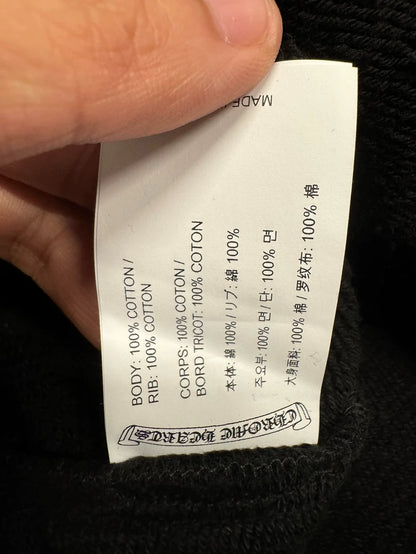 BODY: 100% COTTON /
RIB: 100% COTTON
CORPS: 100% COTON /
BORD TRICOT: 100% COTON
本体: 綿 100% / リブ: 綿 100%
주요부: 100% 면 / 단: 100% 면
大身面料: 100% 棉 / 罗纹布: 100% 棉
CHROME HEARTS
MADE